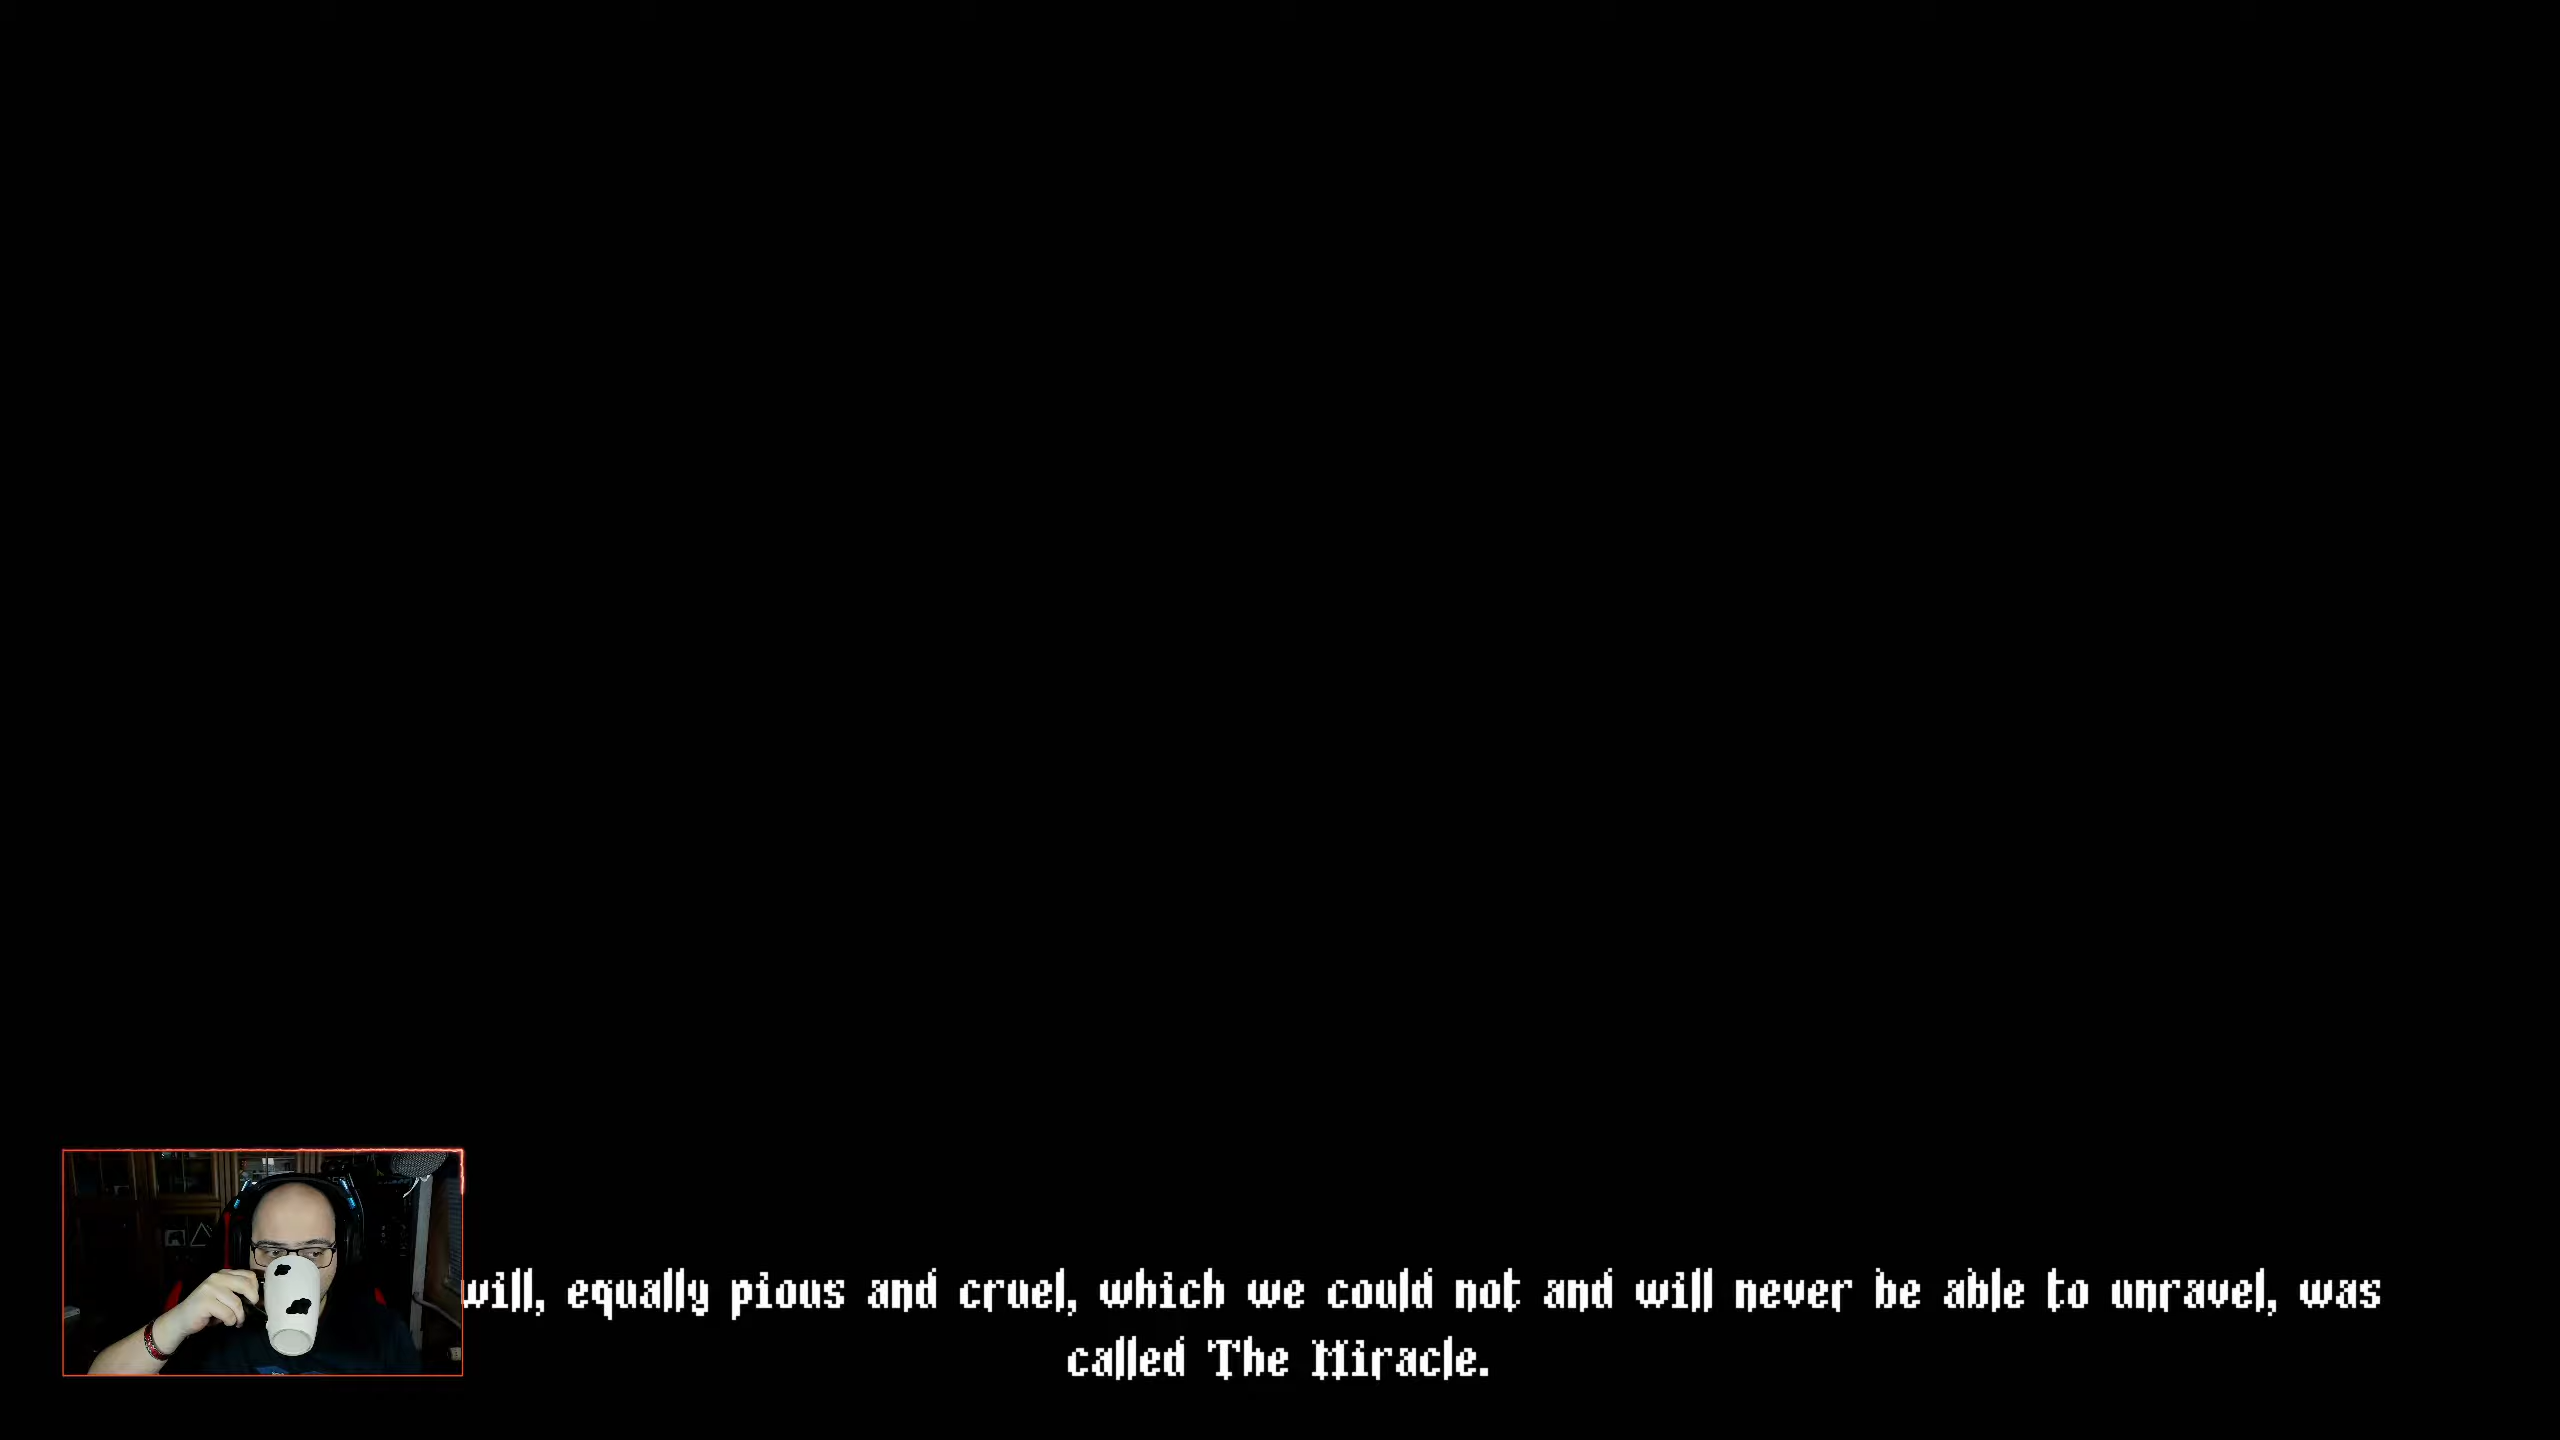 will, equally pious and cruel, which we could not and will never be able to unravel, was
called The Miracle.